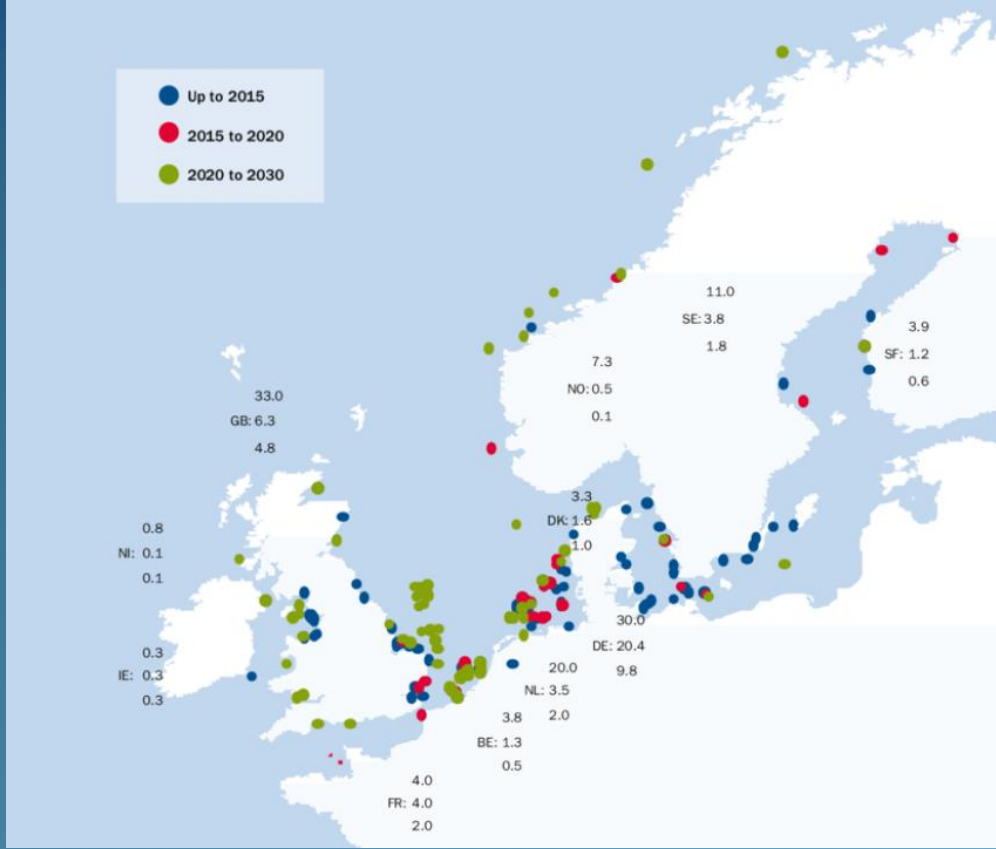 Up to 2015
2015 to 2020
2020 to 2030
11.0
SE: 3.8
1.8
3.9
SF: 1.2
0.6
7.3
NO: 0.5
0.1
33.0
GB: 6.3
4.8
3.3
DK: 1.6
1.0
0.8
NI: 0.1
0.1
30.0
DE: 20.4
9.8
0.3
IE: 0.3
0.3
20.0
NL: 3.5
2.0
3.8
BE: 1.3
0.5
4.0
FR: 4.0
2.0